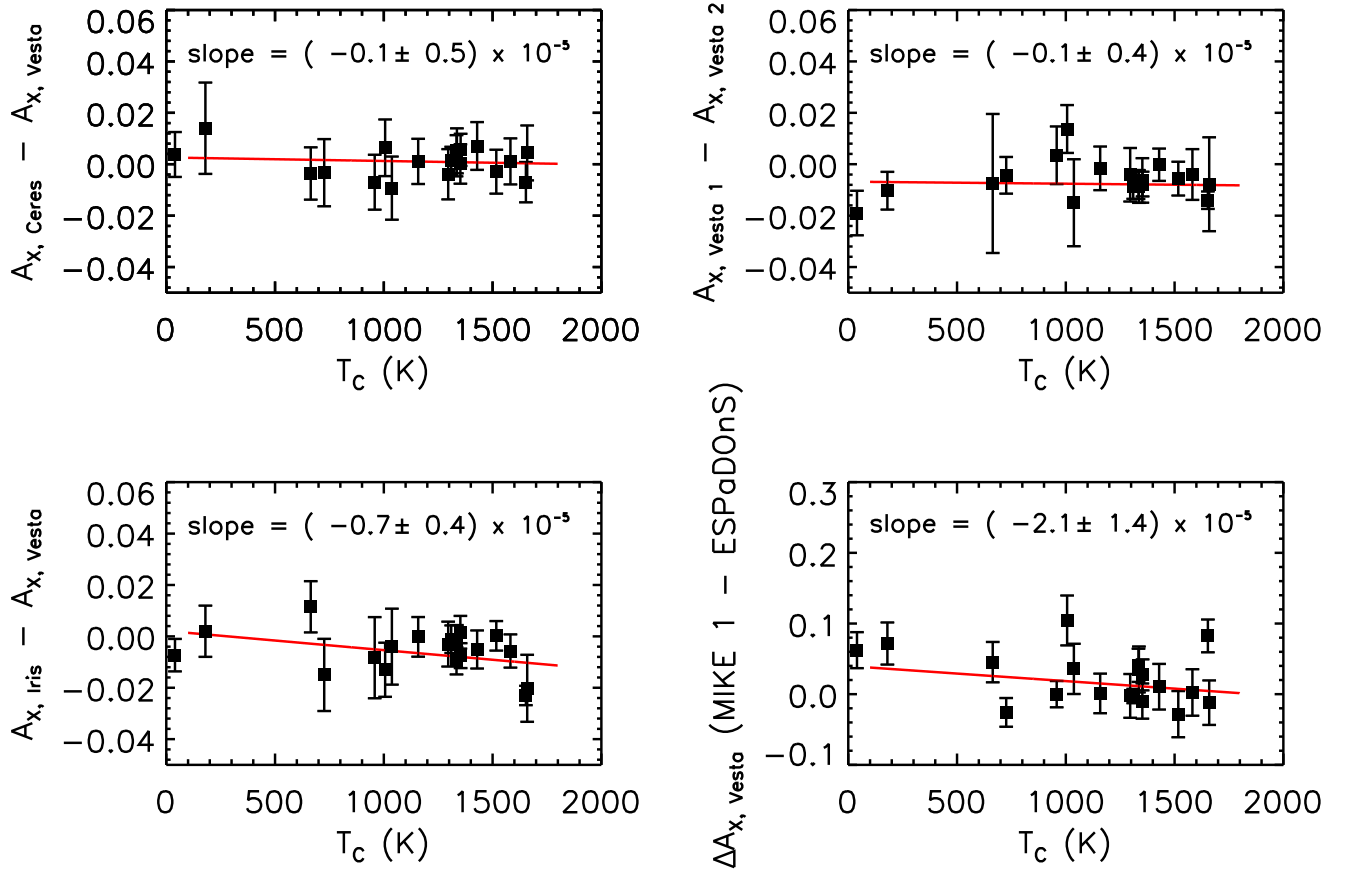 A_X, Ceres − A_X, Vesta
0.06
0.04
0.02
0.00
−0.02
−0.04
slope = ( −0.1± 0.5) x 10^-5
0 500 1000 1500 2000
T_C (K)
A_X, Vesta 1 − A_X, Vesta 2
0.06
0.04
0.02
0.00
−0.02
−0.04
slope = ( −0.1± 0.4) x 10^-5
0 500 1000 1500 2000
T_C (K)
A_X, Iris − A_X, Vesta
0.06
0.04
0.02
0.00
−0.02
−0.04
slope = ( −0.7± 0.4) x 10^-5
0 500 1000 1500 2000
T_C (K)
ΔA_X, Vesta (MIKE 1 − ESPaDOnS)
0.3
0.2
0.1
0.0
−0.1
slope = ( −2.1± 1.4) x 10^-5
0 500 1000 1500 2000
T_C (K)